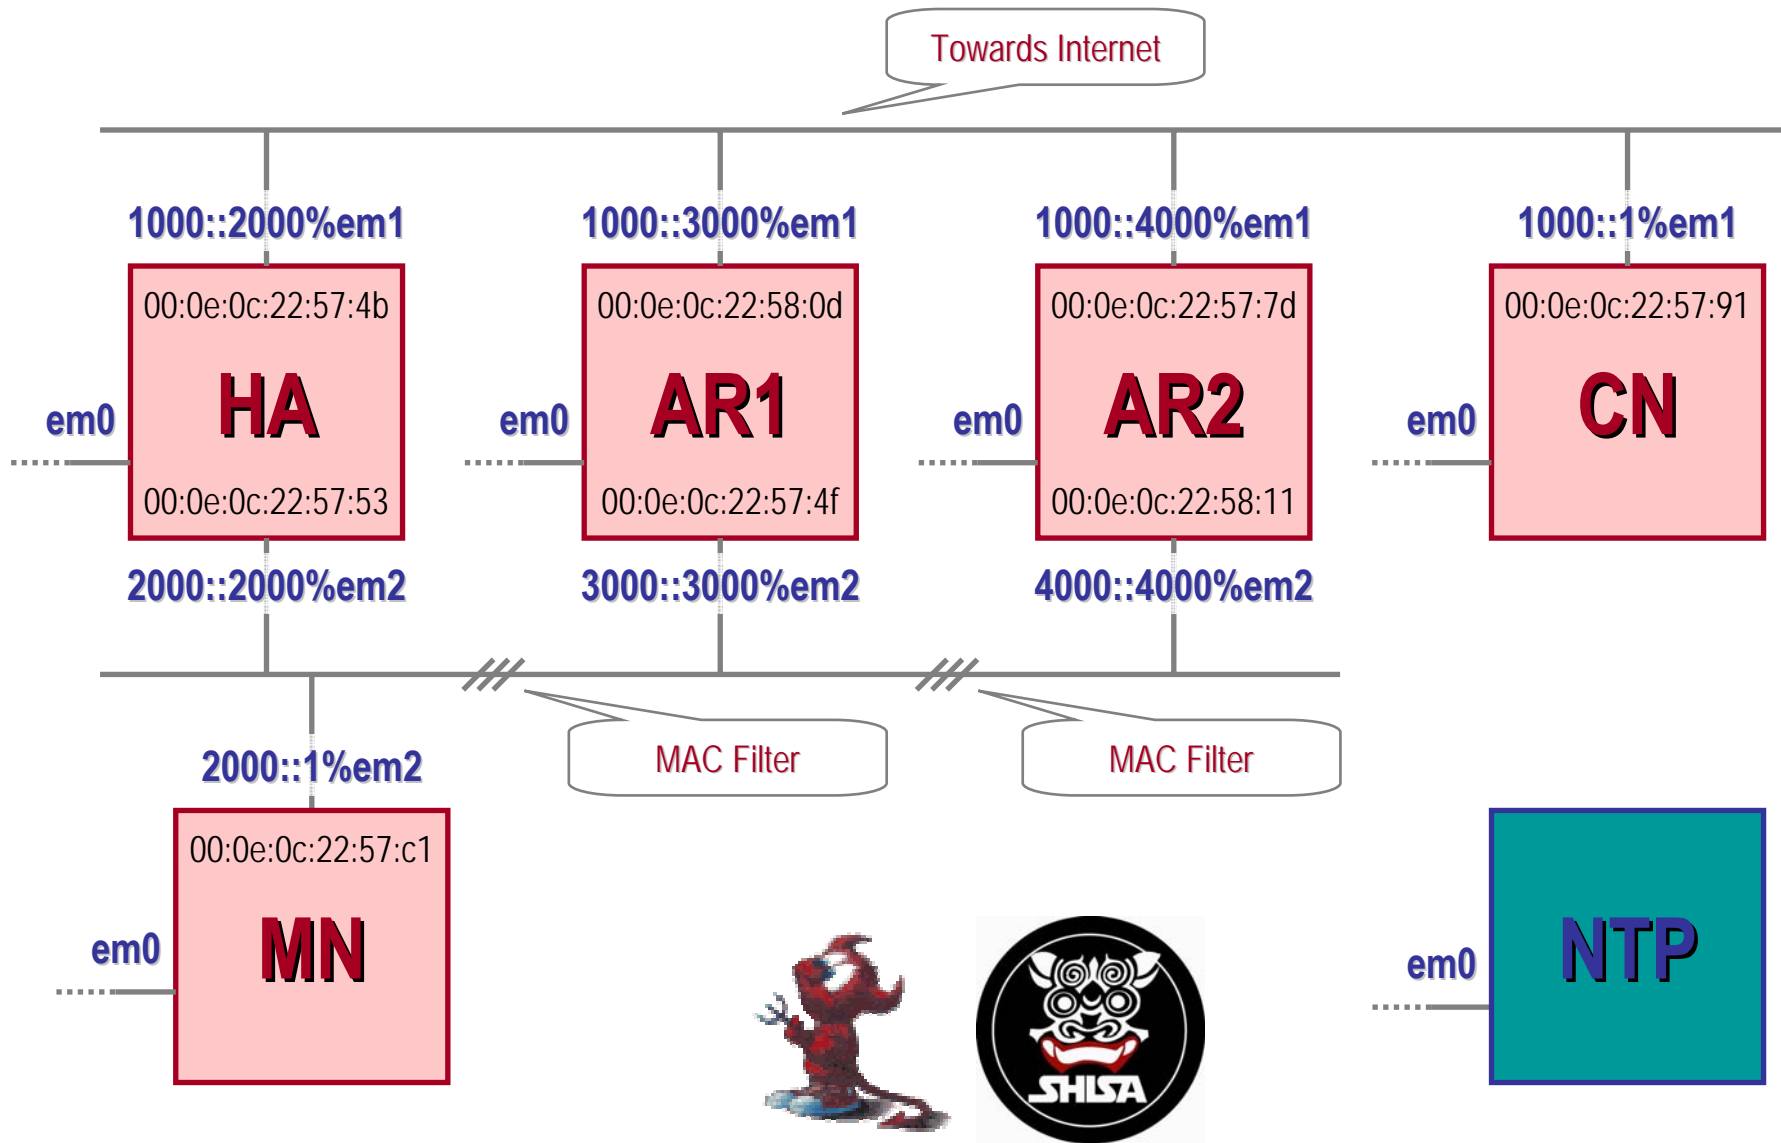 Towards Internet
1000::2000%em1
1000::3000%em1
1000::4000%em1
1000::1%em1
00:0e:0c:22:57:4b
00:0e:0c:22:58:0d
00:0e:0c:22:57:7d
00:0e:0c:22:57:91
HA
AR1
AR2
CN
em0
em0
em0
em0
00:0e:0c:22:57:53
00:0e:0c:22:57:4f
00:0e:0c:22:58:11
2000::2000%em2
3000::3000%em2
4000::4000%em2
MAC Filter
MAC Filter
2000::1%em2
00:0e:0c:22:57:c1
MN
NTP
em0
em0
SHISA